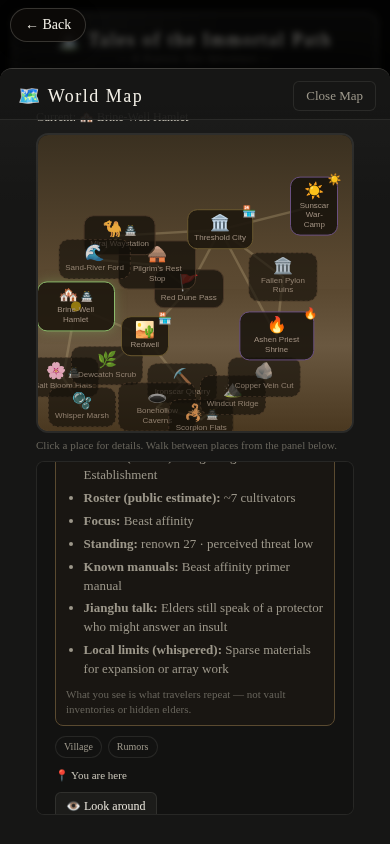 ← Back
Tales of the Immortal Path
World Map
Close Map
Sunscar War-Camp
Threshold City
Sand-River Ford
Pilgrim's Rest Stop
Fallen Pylon Ruins
Red Dune Pass
Hamlet
Redwell
Ashen Priest Shrine
Dewcatch Scrub
Copper Vein Cut
Windcut Ridge
Whisper Marsh
Cavern
Scorpion Flats
Click a place for details. Walk between places from the panel below.
Establishment
• Roster (public estimate): ~7 cultivators
• Focus: Beast affinity
• Standing: renown 27 · perceived threat low
• Known manuals: Beast affinity primer
manual
• Jianghu talk: Elders still speak of a protector
who might answer an insult
• Local limits (whispered): Sparse materials
for expansion or array work
What you see is what travelers repeat — not vault
inventories or hidden elders.
Village
Rumors
You are here
Look around